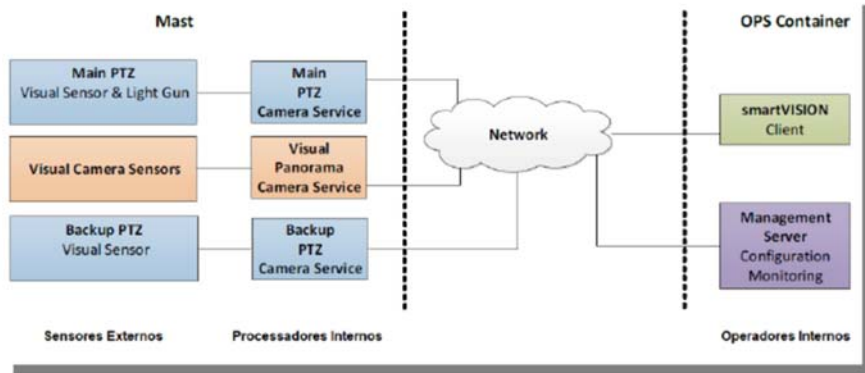 Mast
OPS Container
Main PTZ
Visual Sensor & Light Gun
Main
PTZ
Camera Service
Visual Camera Sensors
Visual
Panorama
Camera Service
Backup PTZ
Visual Sensor
Backup
PTZ
Camera Service
Network
smartVISION
Client
Management
Server
Configuration
Monitoring
Sensores Externos
Processadores Internos
Operadores Internos